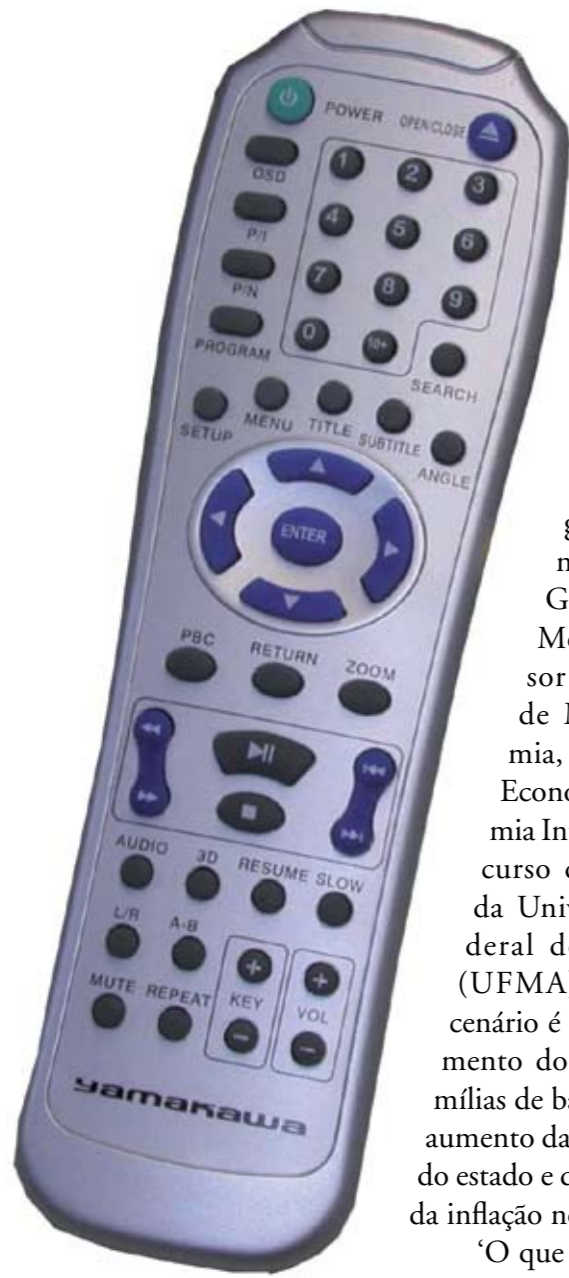 POWER OPEN/CLOSE
OSD 1 2 3
P/I 4 5 6
P/N 7 8 9
PROGRAM 0 10+
SEARCH
SETUP MENU TITLE SUBTITLE ANGLE
ENTER
PBC RETURN ZOOM
AUDIO 3D RESUME SLOW
L/R A-B
MUTE REPEAT + KEY - + VOL -
yamakawa
g
n
G
Mo
sor
de M
mia,
Econo
mia In
curso d
da Univ
deral do
(UFMA)
cenário é
mento do
mílias de ba
aumento da
do estado e d
da inflação no
‘O que